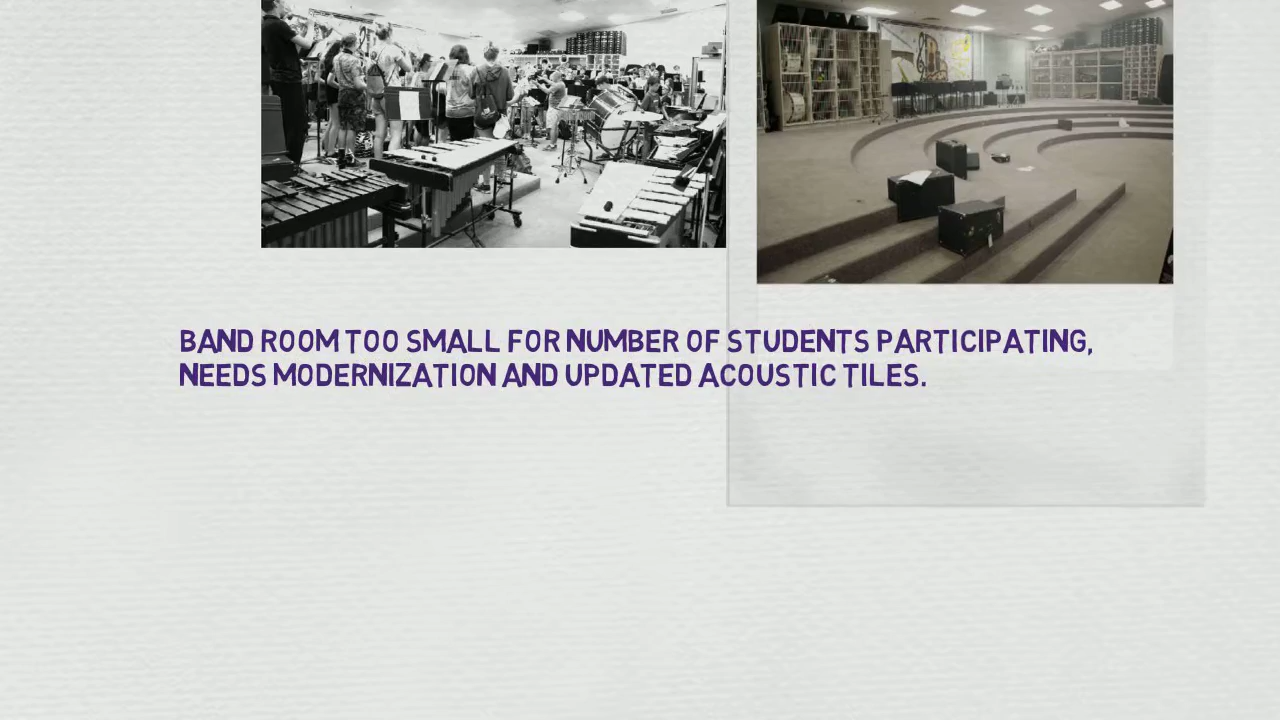 BAND ROOM TOO SMALL FOR NUMBER OF STUDENTS PARTICIPATING,
NEEDS MODERNIZATION AND UPDATED ACOUSTIC TILES.